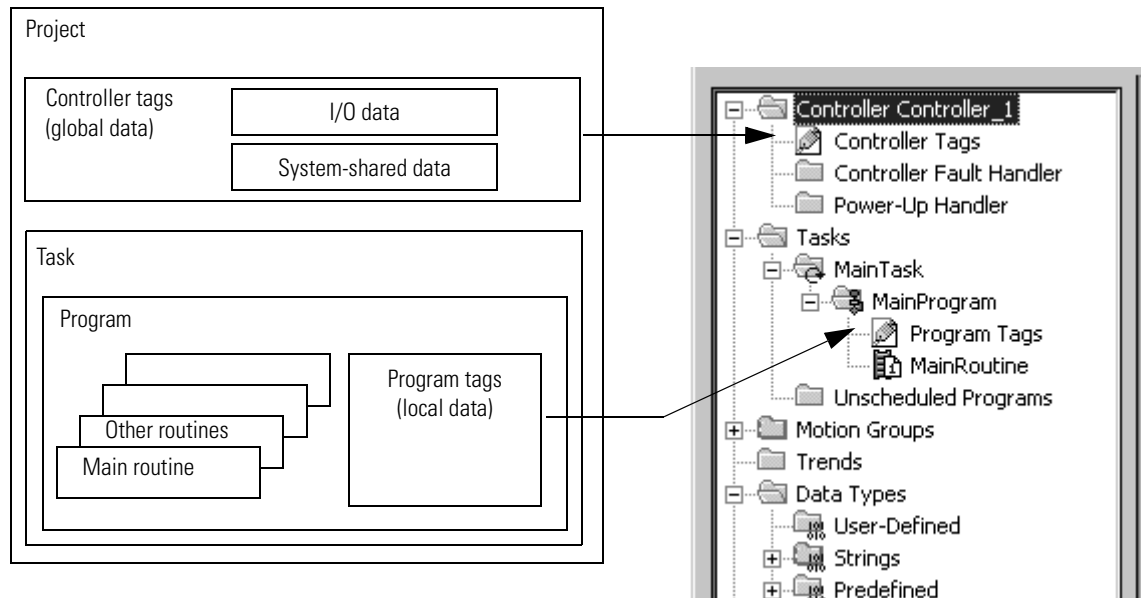 Project
Controller tags
(global data)
I/O data
System-shared data
Task
Program
Other routines
Main routine
Program tags
(local data)
Controller Controller_1
Controller Tags
Controller Fault Handler
Power-Up Handler
Tasks
MainTask
MainProgram
Program Tags
MainRoutine
Unscheduled Programs
Motion Groups
Trends
Data Types
User-Defined
Strings
Predefined